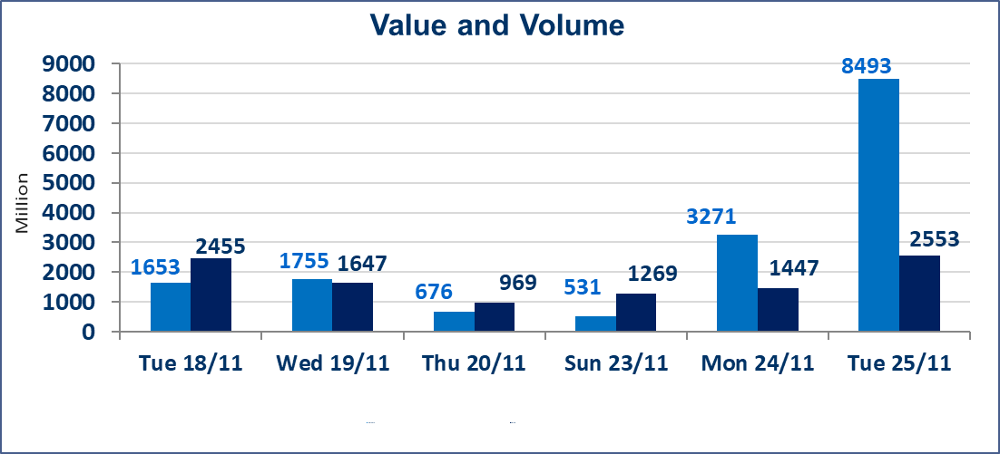 Value and Volume
9000
8000
7000
6000
5000
4000
3000
2000
1000
0
Million
1653
2455
1755
1647
676
969
531
1269
3271
1447
8493
2553
Tue 18/11
Wed 19/11
Thu 20/11
Sun 23/11
Mon 24/11
Tue 25/11